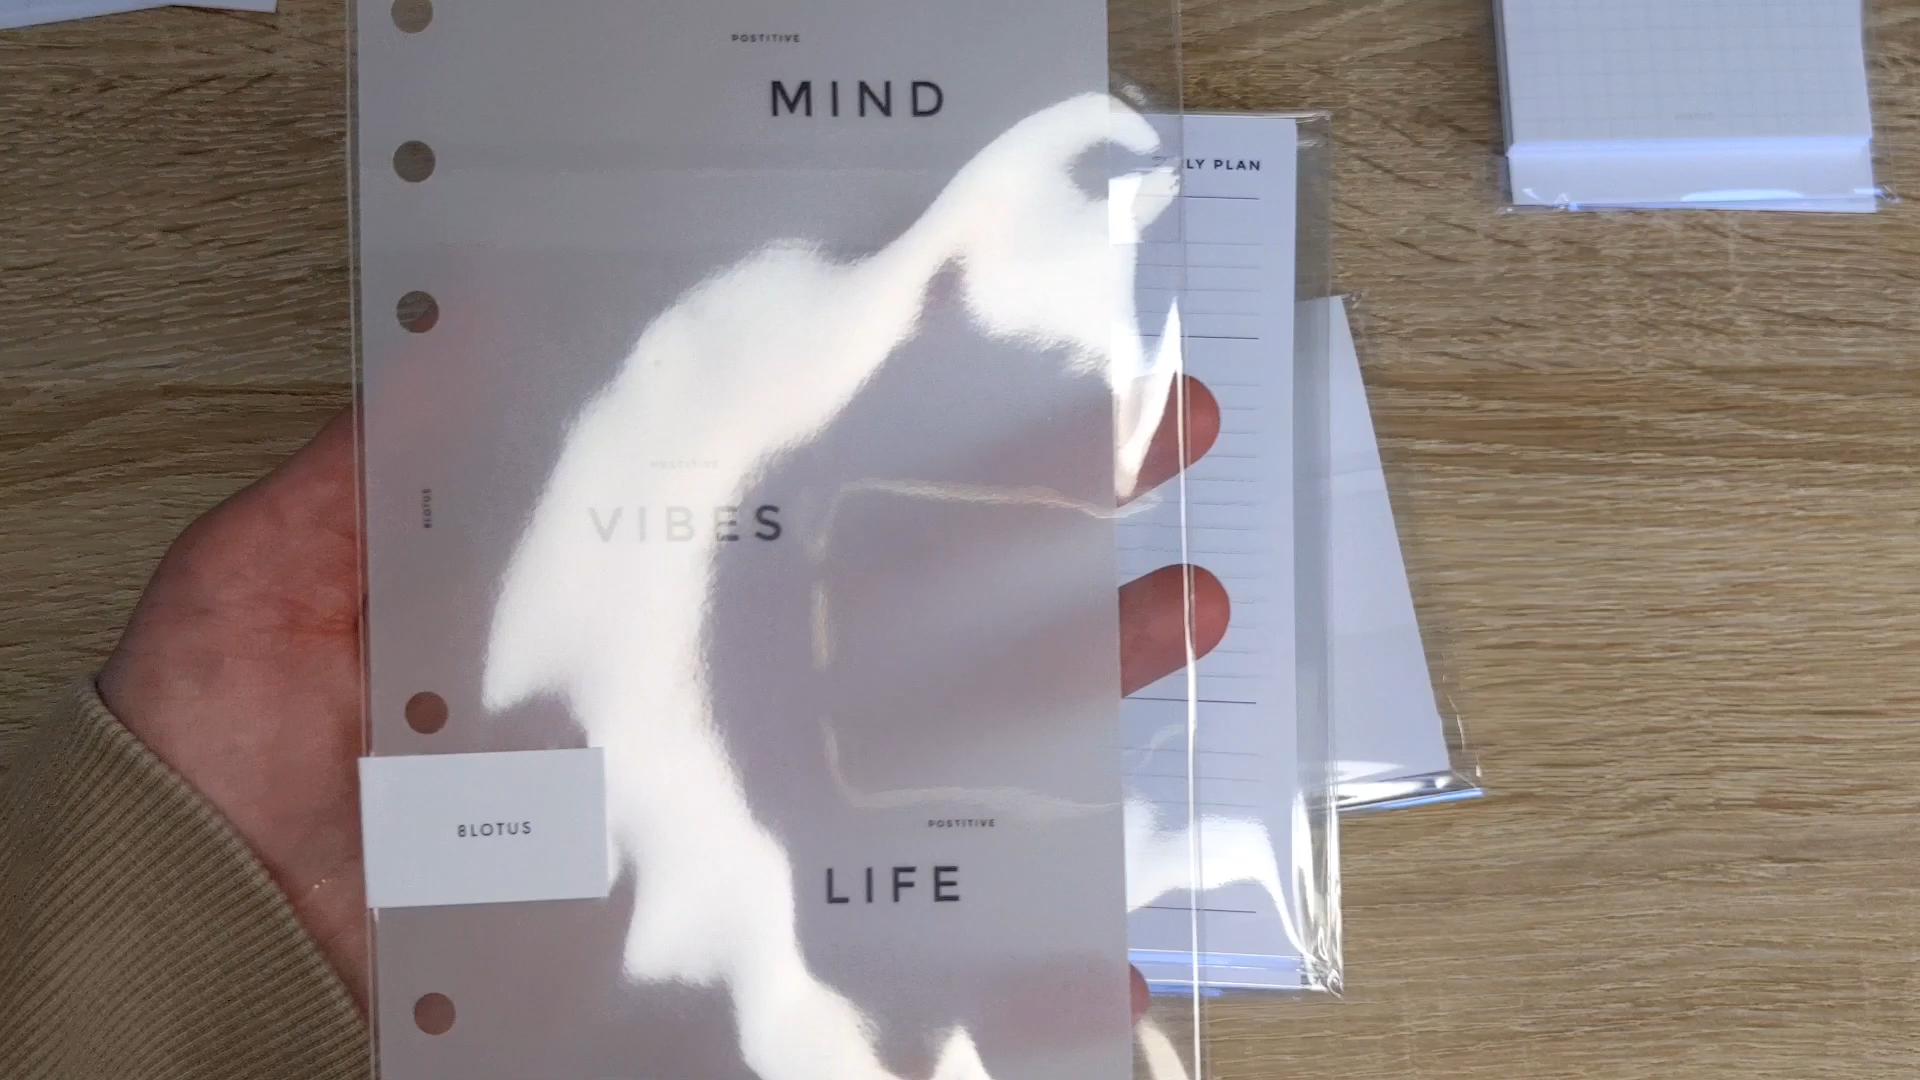 POSTITIVE
MIND
LY PLAN
POSTITIVE
VIBES
8LOTUS
8LOTUS
POSTITIVE
LIFE